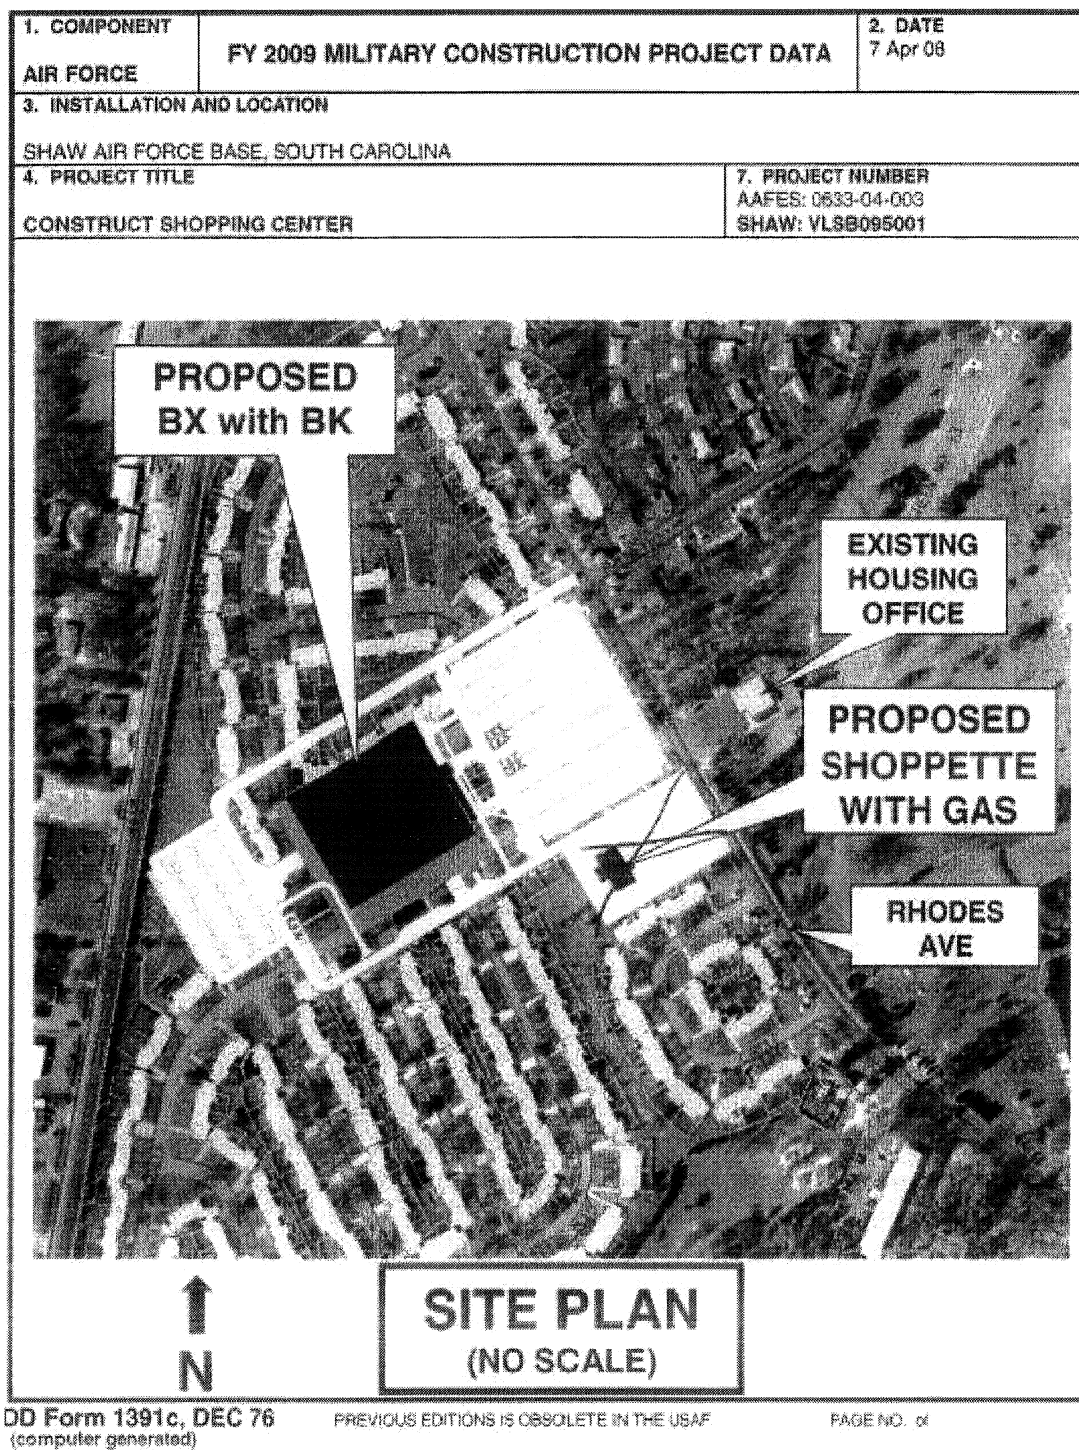 1. COMPONENT
AIR FORCE
FY 2009 MILITARY CONSTRUCTION PROJECT DATA
2. DATE
7 Apr 08
3. INSTALLATION AND LOCATION
SHAW AIR FORCE BASE, SOUTH CAROLINA
4. PROJECT TITLE
CONSTRUCT SHOPPING CENTER
7. PROJECT NUMBER
AAFES: 0633-04-003
SHAW: VLSB095001
PROPOSED
BX with BK
EXISTING
HOUSING
OFFICE
PROPOSED
SHOPPETTE
WITH GAS
RHODES
AVE
N
SITE PLAN
(NO SCALE)
DD Form 1391c, DEC 76
(computer generated)
PREVIOUS EDITIONS IS OBSOLETE IN THE USAF
PAGE NO. of